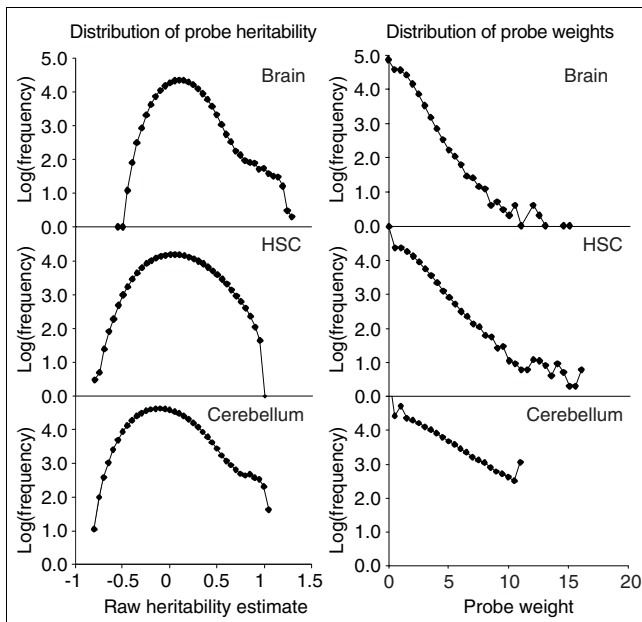 Distribution of probe heritability
Distribution of probe weights
Brain
Log(frequency)
5.0
4.0
3.0
2.0
1.0
0.0
HSC
Log(frequency)
4.0
3.0
2.0
1.0
0.0
Cerebellum
Log(frequency)
4.0
3.0
2.0
1.0
0.0
-1
-0.5
0
0.5
1
1.5
Raw heritability estimate
Brain
Log(frequency)
5.0
4.0
3.0
2.0
1.0
0.0
HSC
Log(frequency)
4.0
3.0
2.0
1.0
0.0
Cerebellum
Log(frequency)
4.0
3.0
2.0
1.0
0.0
0
5
10
15
20
Probe weight